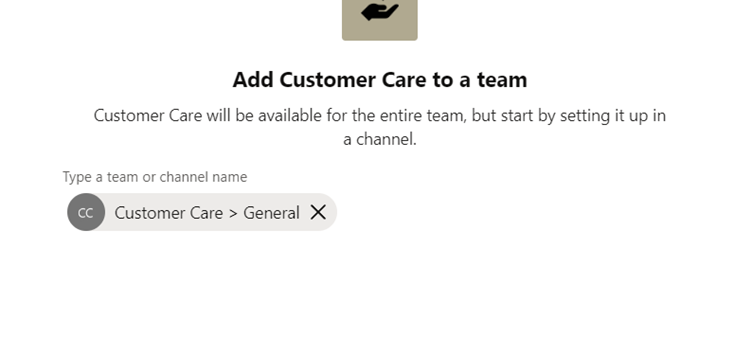 Add Customer Care to a team
Customer Care will be available for the entire team, but start by setting it up in
a channel.
Type a team or channel name
CC Customer Care > General